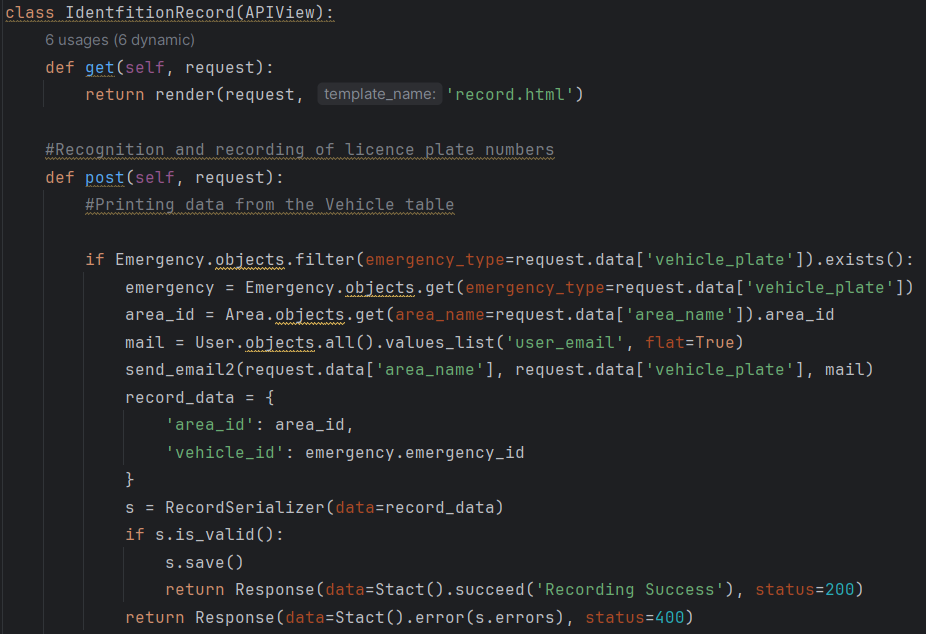 class IdentfitionRecord(APIView):
6 usages (6 dynamic)
def get(self, request):
return render(request, template_name: 'record.html')
#Recognition and recording of licence plate numbers
def post(self, request):
#Printing data from the Vehicle table
if Emergency.objects.filter(emergency_type=request.data['vehicle_plate']).exists():
emergency = Emergency.objects.get(emergency_type=request.data['vehicle_plate'])
area_id = Area.objects.get(area_name=request.data['area_name']).area_id
mail = User.objects.all().values_list('user_email', flat=True)
send_email2(request.data['area_name'], request.data['vehicle_plate'], mail)
record_data = {
'area_id': area_id,
'vehicle_id': emergency.emergency_id
}
s = RecordSerializer(data=record_data)
if s.is_valid():
s.save()
return Response(data=Stact().succeed('Recording Success'), status=200)
return Response(data=Stact().error(s.errors), status=400)